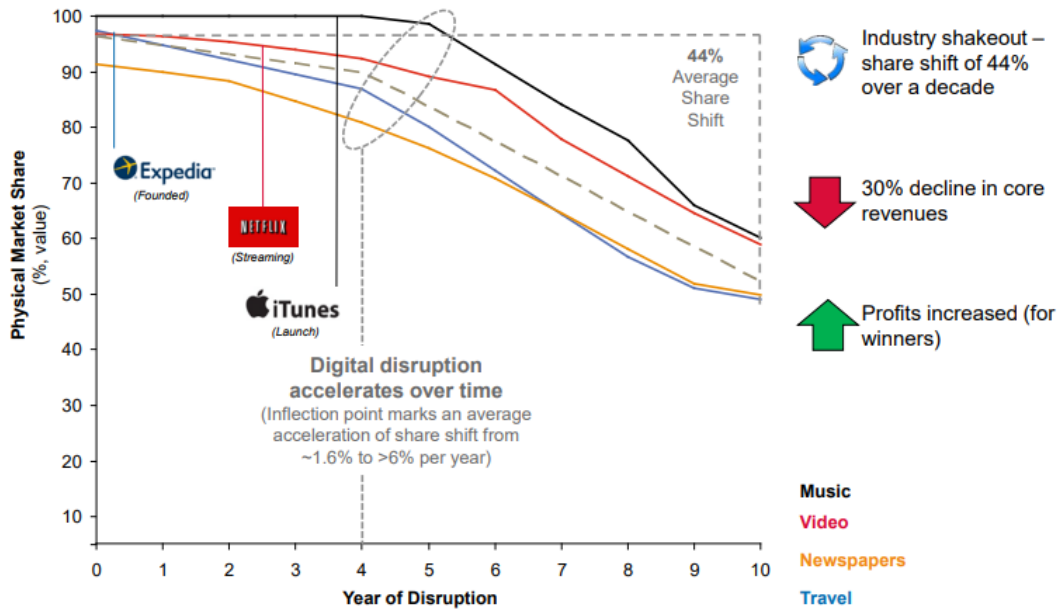 Physical Market Share
(%, value)
100
90
80
70
60
50
40
30
20
10
0
1
2
3
4
5
6
7
8
9
10
Year of Disruption
Expedia
(Founded)
NETFLIX
(Streaming)
iTunes
(Launch)
44%
Average
Share
Shift
Digital disruption
accelerates over time
(Inflection point marks an average
acceleration of share shift from
~1.6% to >6% per year)
Industry shakeout –
share shift of 44%
over a decade
30% decline in core
revenues
Profits increased (for
winners)
Music
Video
Newspapers
Travel